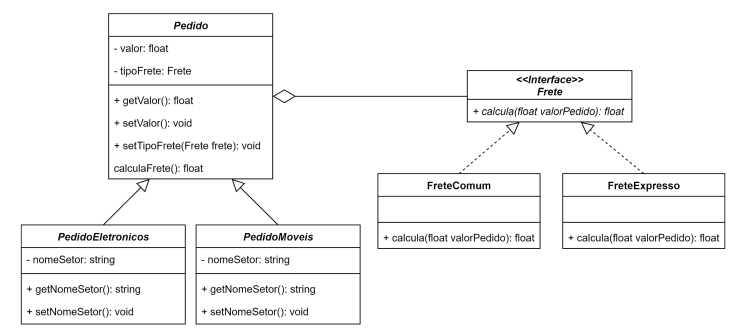 Pedido
- valor: float
- tipoFrete: Frete
+ getValor(): float
+ setValor(): void
+ setTipoFrete(Frete frete): void
calculaFrete(): float
<<Interface>>
Frete
+ calcula(float valorPedido): float
FreteComum
+ calcula(float valorPedido): float
FreteExpresso
+ calcula(float valorPedido): float
PedidoEletronicos
- nomeSetor: string
+ getNomeSetor(): string
+ setNomeSetor(): void
PedidoMoveis
- nomeSetor: string
+ getNomeSetor(): string
+ setNomeSetor(): void